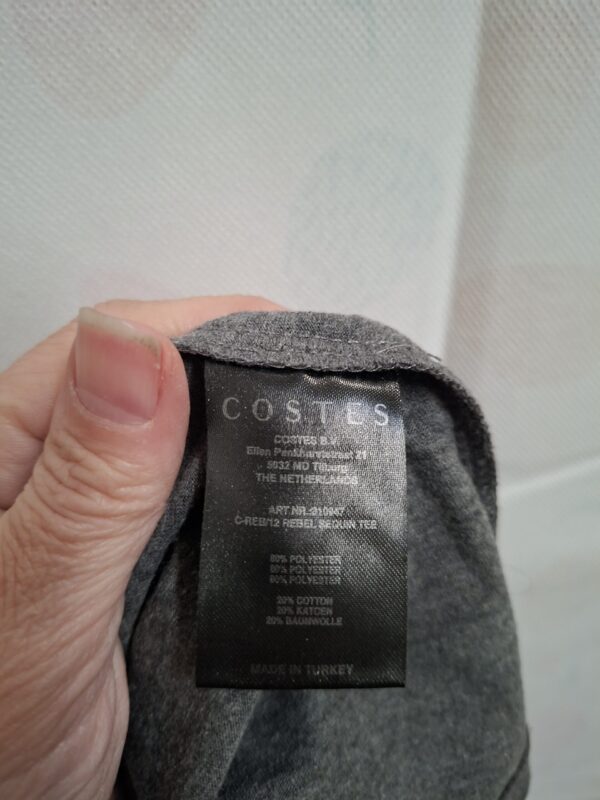 COSTES
COSTES B.V.
Ellen Pankhurststraat 21
5032 MD Tilburg
THE NETHERLANDS
ART NR.:310947
C-REB/12 REBEL SEQUIN TEE
80% POLYESTER
80% POLYESTER
80% POLYESTER
20% COTTON
20% KATOEN
20% BAUMWOLLE
MADE IN TURKEY